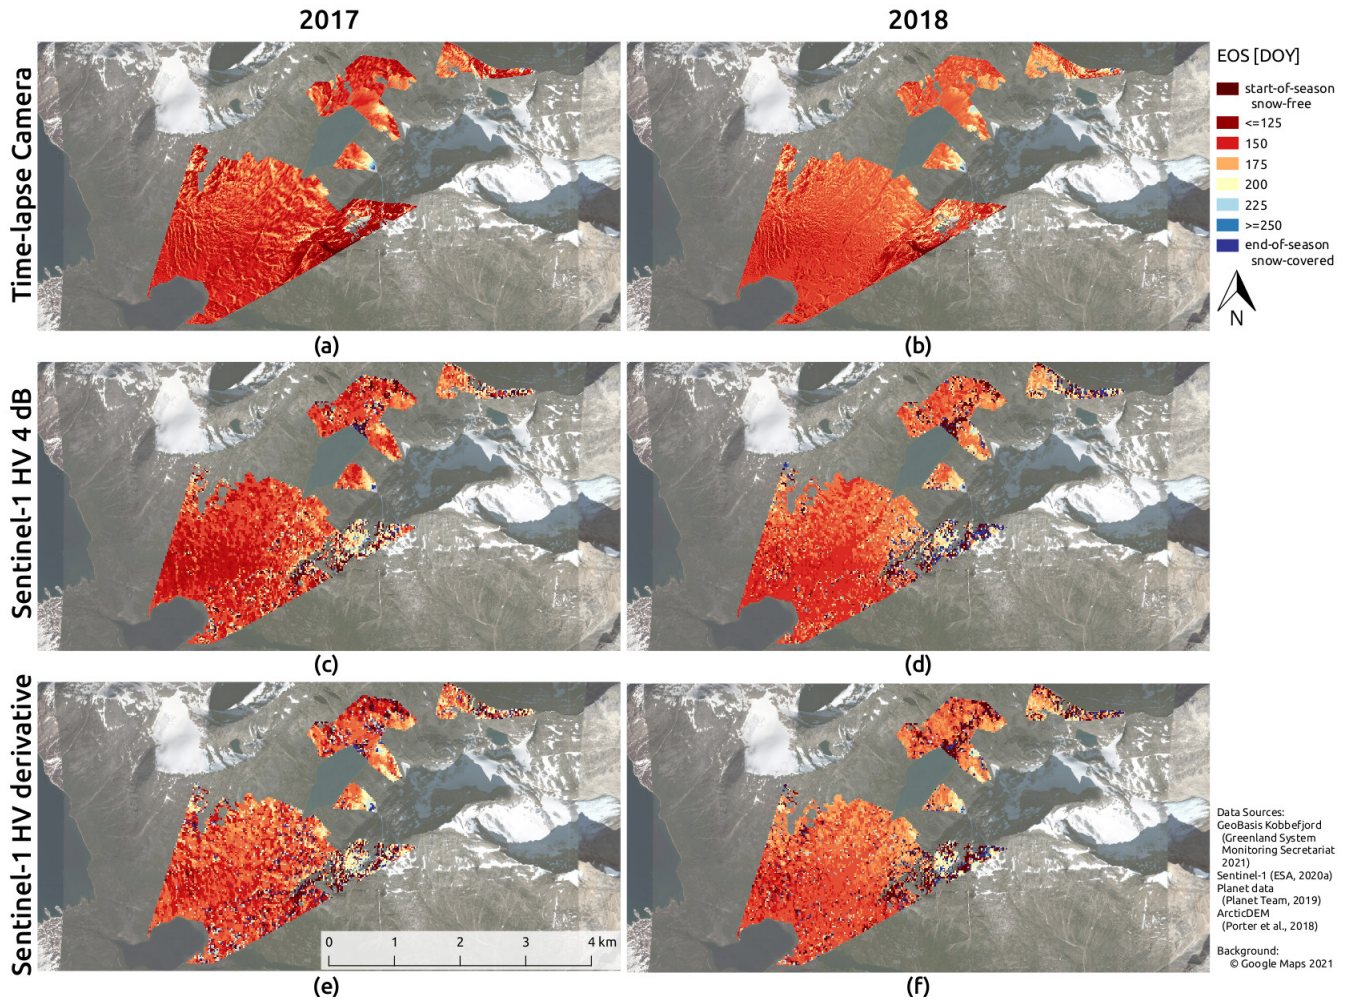 2017
2018
Time-lapse Camera
EOS [DOY]
start-of-season
snow-free
<=125
150
175
200
225
>=250
end-of-season
snow-covered
N
(a)
(b)
Sentinel-1 HV 4 dB
(c)
(d)
Sentinel-1 HV derivative
0 1 2 3 4 km
(e)
(f)
Data Sources:
GeoBasis Kobbefjord
(Greenland System
Monitoring Secretariat
2021)
Sentinel-1 (ESA, 2020a)
Planet data
(Planet Team, 2019)
ArcticDEM
(Porter et al., 2018)
Background:
© Google Maps 2021